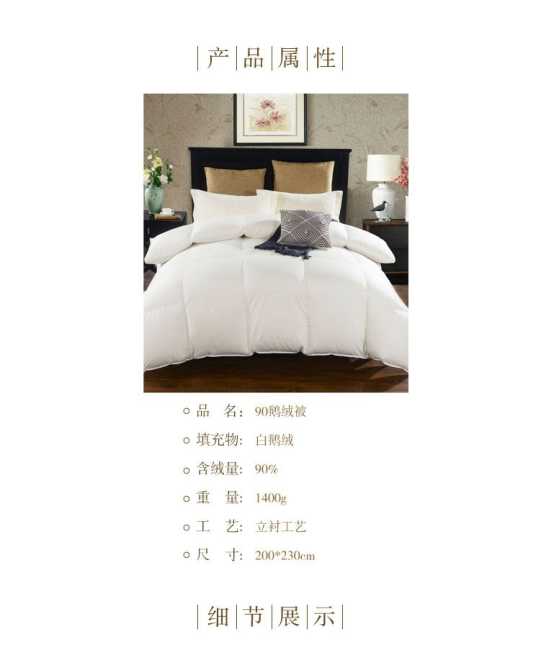 产品属性
品 名: 90鹅绒被
填充物: 白鹅绒
含绒量: 90%
重 量: 1400g
工 艺: 立衬工艺
尺 寸: 200*230cm
细节展示